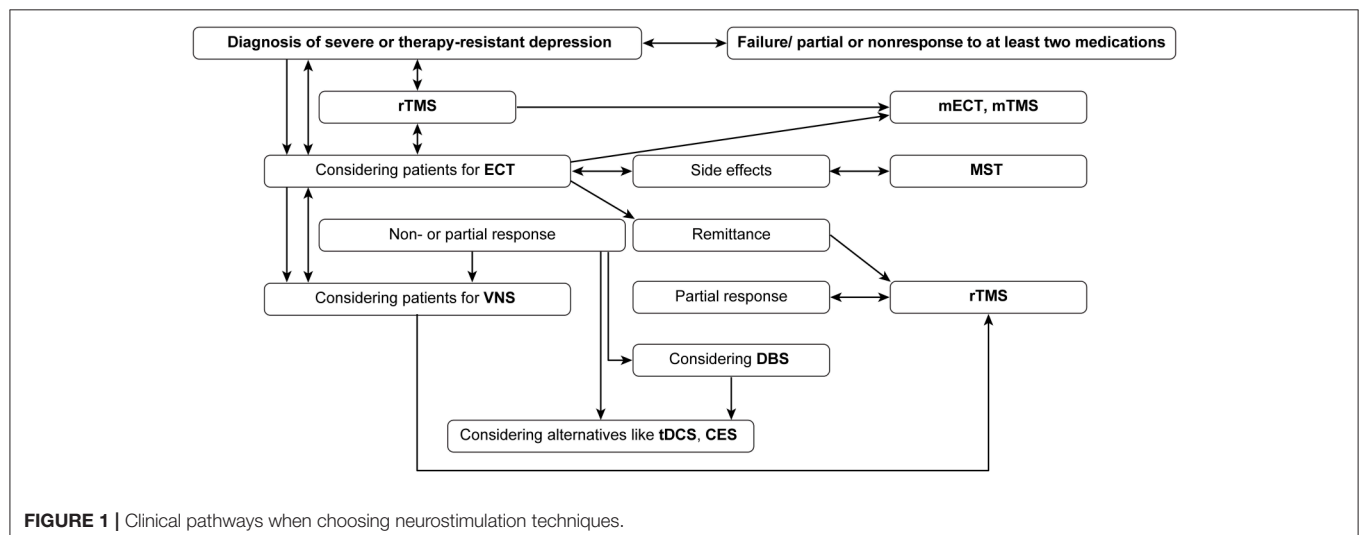 Diagnosis of severe or therapy-resistant depression
Failure/ partial or nonresponse to at least two medications
rTMS
mECT, mTMS
Considering patients for ECT
Side effects
MST
Non- or partial response
Remittance
Considering patients for VNS
Partial response
rTMS
Considering DBS
Considering alternatives like tDCS, CES
FIGURE 1 | Clinical pathways when choosing neurostimulation techniques.